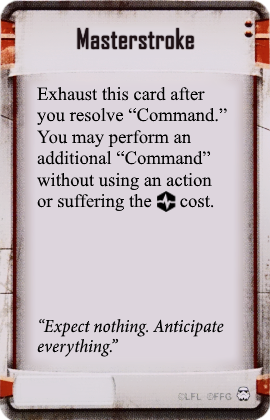 Masterstroke
Exhaust this card after
you resolve “Command.”
You may perform an
additional “Command”
without using an action
or suffering the cost.
“Expect nothing. Anticipate
everything.”
©LFL ©FFG